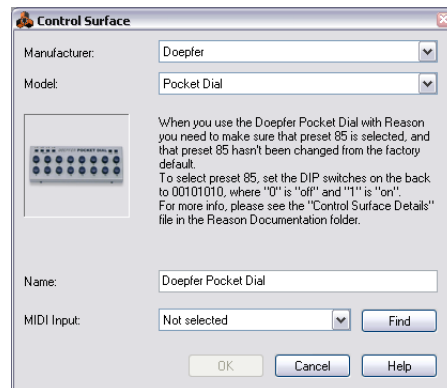 Control Surface
Manufacturer: Doepfer
Model: Pocket Dial
When you use the Doepfer Pocket Dial with Reason
you need to make sure that preset 85 is selected, and
that preset 85 hasn't been changed from the factory
default.
To select preset 85, set the DIP switches on the back
to 00101010, where "0" is "off" and "1" is "on".
For more info, please see the "Control Surface Details"
file in the Reason Documentation folder.
POCKET DIAL
Name: Doepfer Pocket Dial
MIDI Input: Not selected Find
OK Cancel Help